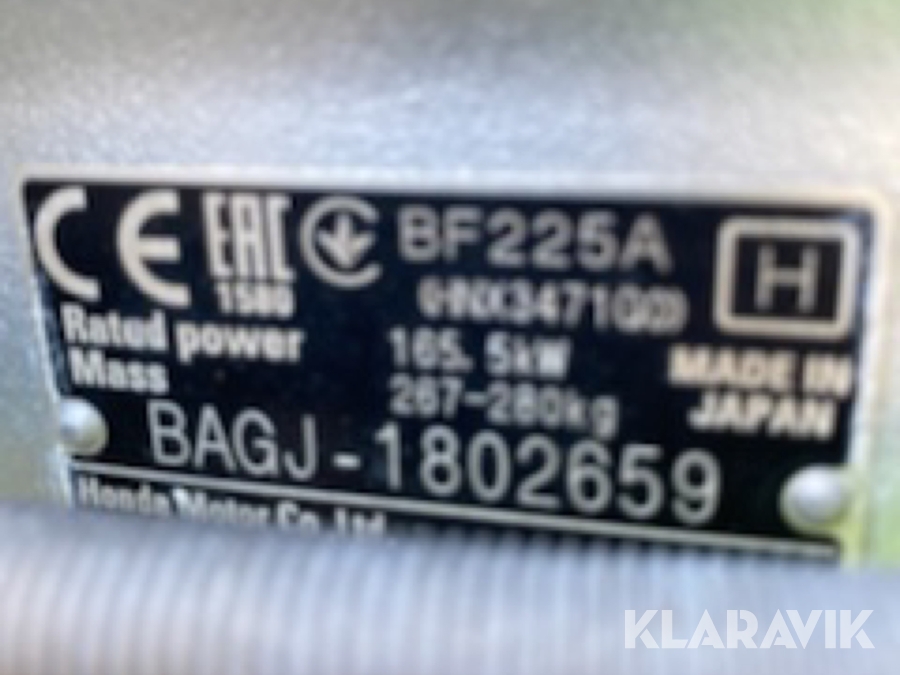 CE EAC BF225A H
1580
Rated power 165.5kW MADE IN
Mass 267-280kg JAPAN
BAGJ-1802659
Honda Motor Co., Ltd.
KLARAVIK